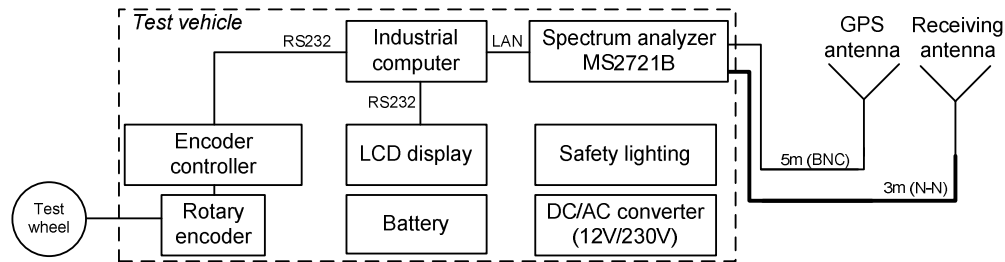 Test vehicle
RS232
Industrial
computer
LAN
Spectrum analyzer
MS2721B
GPS
antenna
Receiving
antenna
RS232
Encoder
controller
LCD display
Safety lighting
5m (BNC)
3m (N-N)
Test
wheel
Rotary
encoder
Battery
DC/AC converter
(12V/230V)